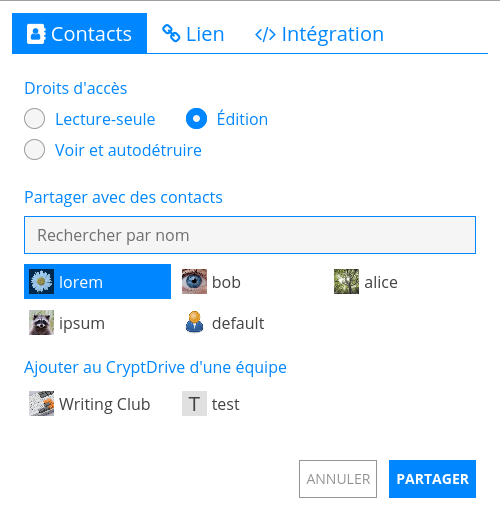 Contacts Lien Intégration
Droits d'accès
Lecture-seule Édition
Voir et autodétruire
Partager avec des contacts
Rechercher par nom
lorem bob alice
ipsum default
Ajouter au CryptDrive d'une équipe
Writing Club T test
ANNULER PARTAGER